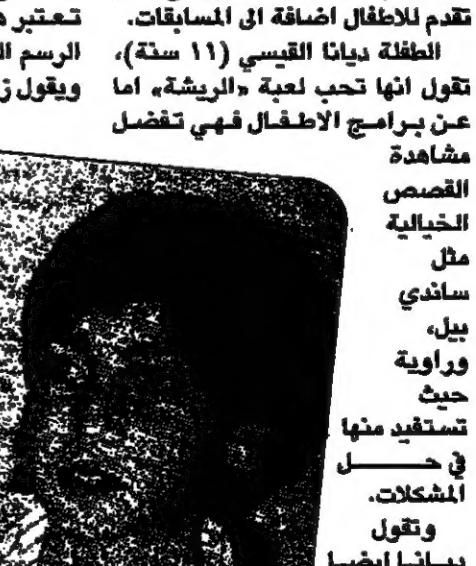 تقدم للاطفال اضافة الى المسابقات.
الطفلة ديانا القيسي (١١ سنة)،
تقول انها تحب لعبة «الريشة» اما
عن برامج الاطفال فهي تفضل
مشاهدة
القصص
الخيالية
مثل
ساندي
بيل،
وراوية
حيث
تستفيد منها
في حل
المشكلات.
وتقول
ديانا ايضا
تعتبر
الرسم
ويقول